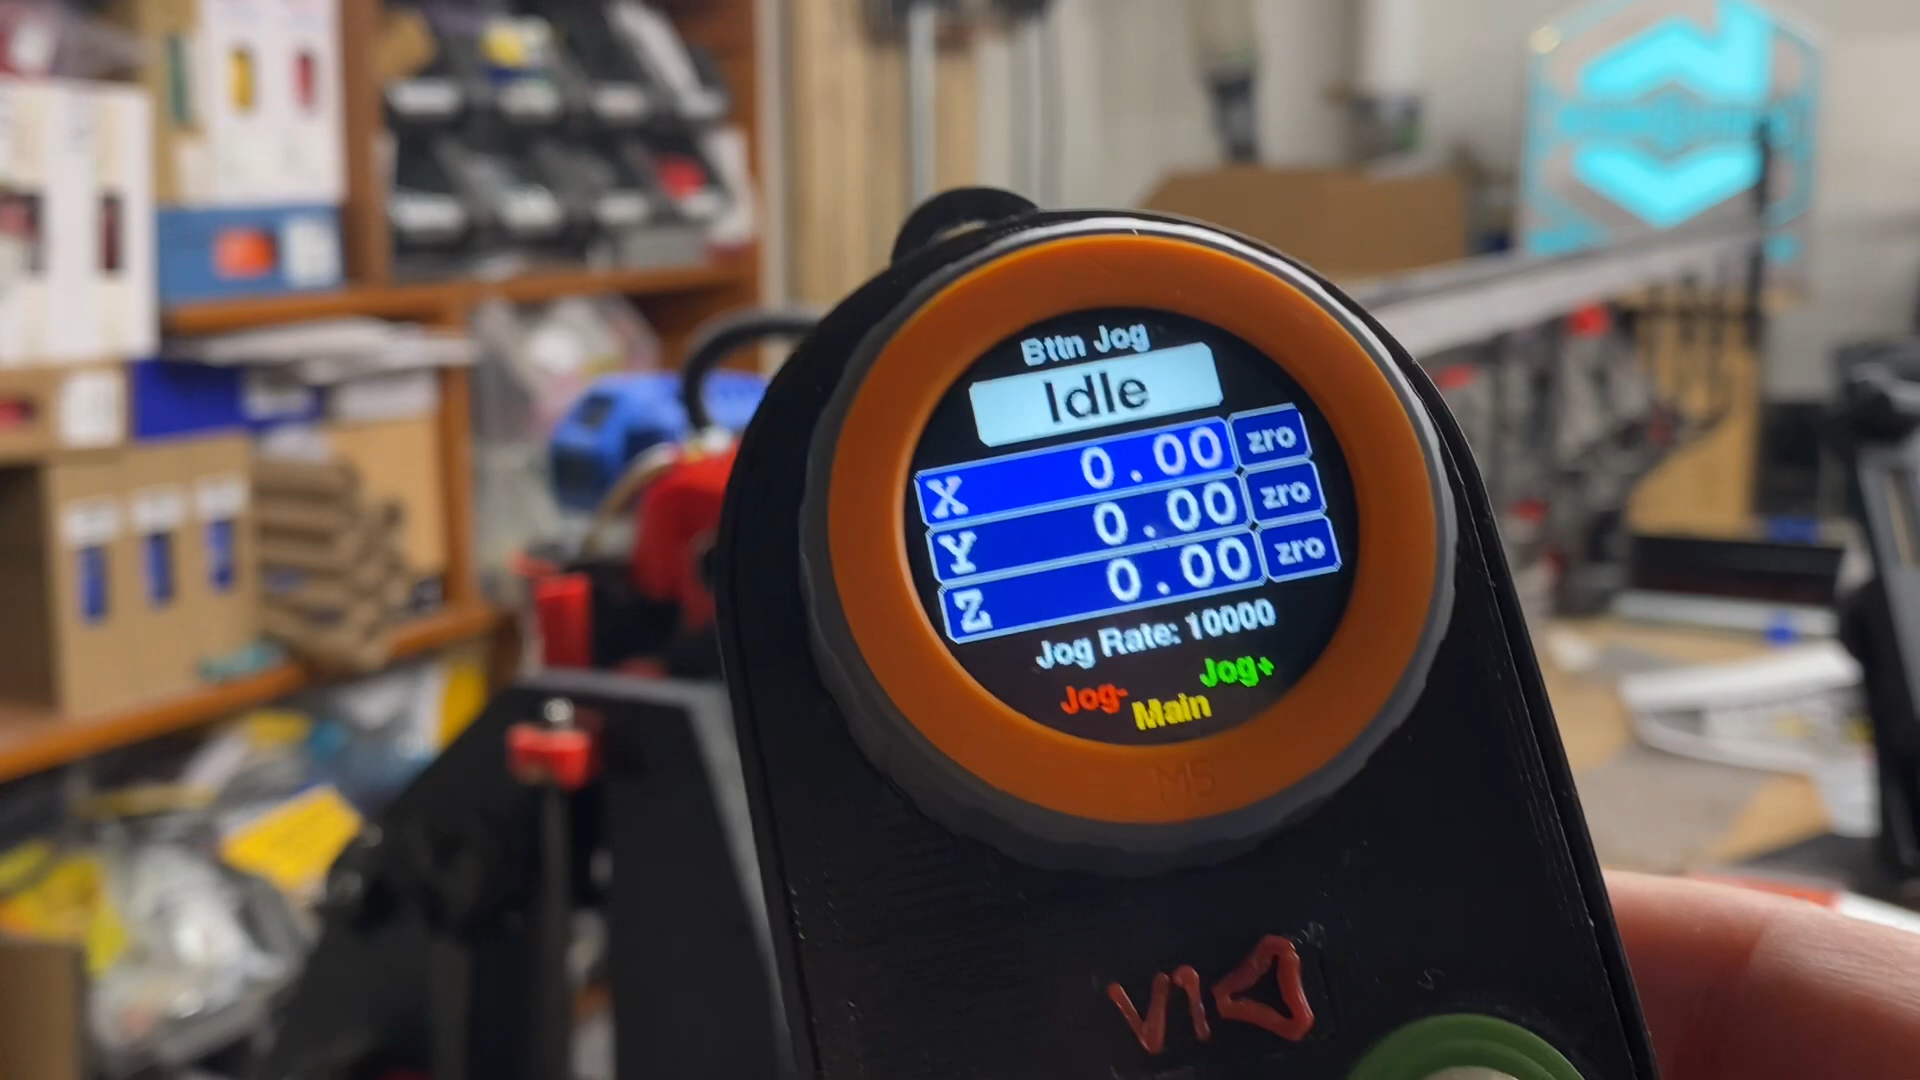 Bttn Jog
Idle
X 0.00 zro
Y 0.00 zro
Z 0.00 zro
Jog Rate: 10000
Jog- Jog+
Main
M5
V1